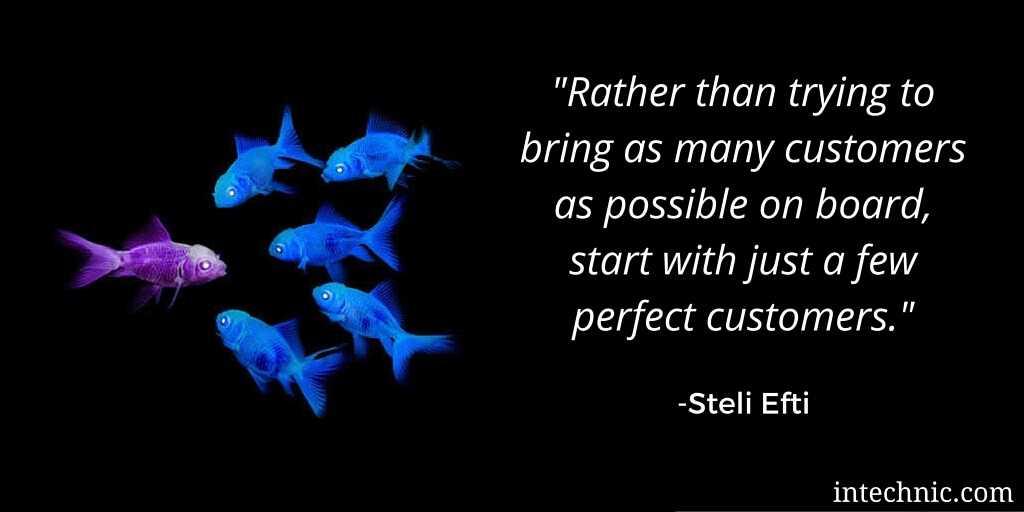 "Rather than trying to
bring as many customers
as possible on board,
start with just a few
perfect customers."
-Steli Efti
intechnic.com